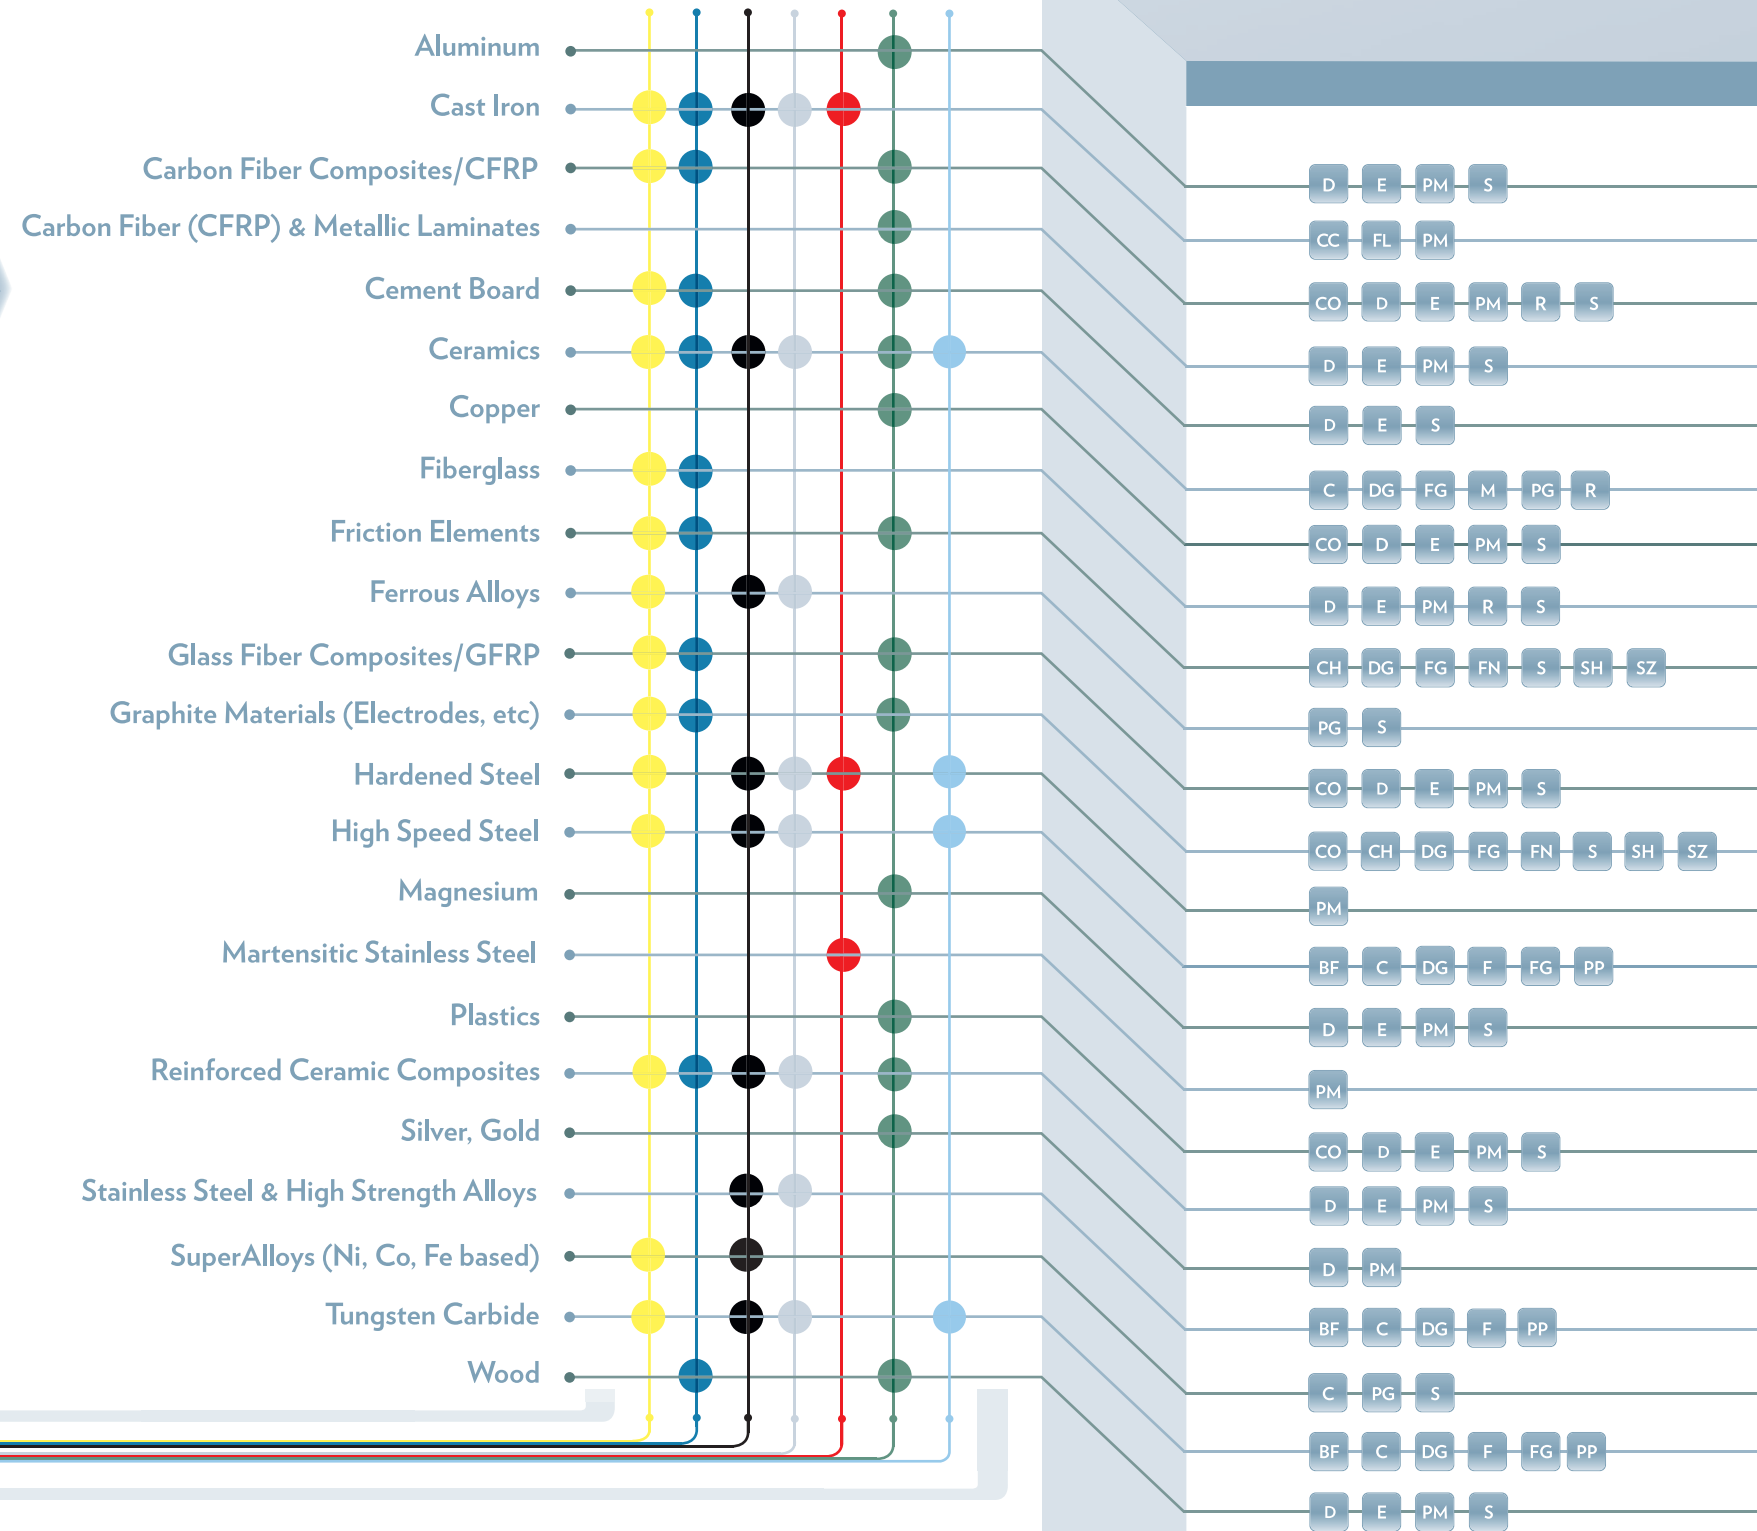 Aluminum
Cast Iron
Carbon Fiber Composites/CFRP
Carbon Fiber (CFRP) & Metallic Laminates
Cement Board
Ceramics
Copper
Fiberglass
Friction Elements
Ferrous Alloys
Glass Fiber Composites/GFRP
Graphite Materials (Electrodes, etc)
Hardened Steel
High Speed Steel
Magnesium
Martensitic Stainless Steel
Plastics
Reinforced Ceramic Composites
Silver, Gold
Stainless Steel & High Strength Alloys
SuperAlloys (Ni, Co, Fe based)
Tungsten Carbide
Wood
D E PM S
CC FL PM
CO D E PM R S
D E PM S
D E S
C DG FG M PG R
CO D E PM S
D E PM R S
CH DG FG FN S SH SZ
PG S
CO D E PM S
CO CH DG FG FN S SH SZ
PM
BF C DG F FG PP
D E PM S
PM
CO D E PM S
D E PM S
D PM
BF C DG F PP
C PG S
BF C DG F FG PP
D E PM S